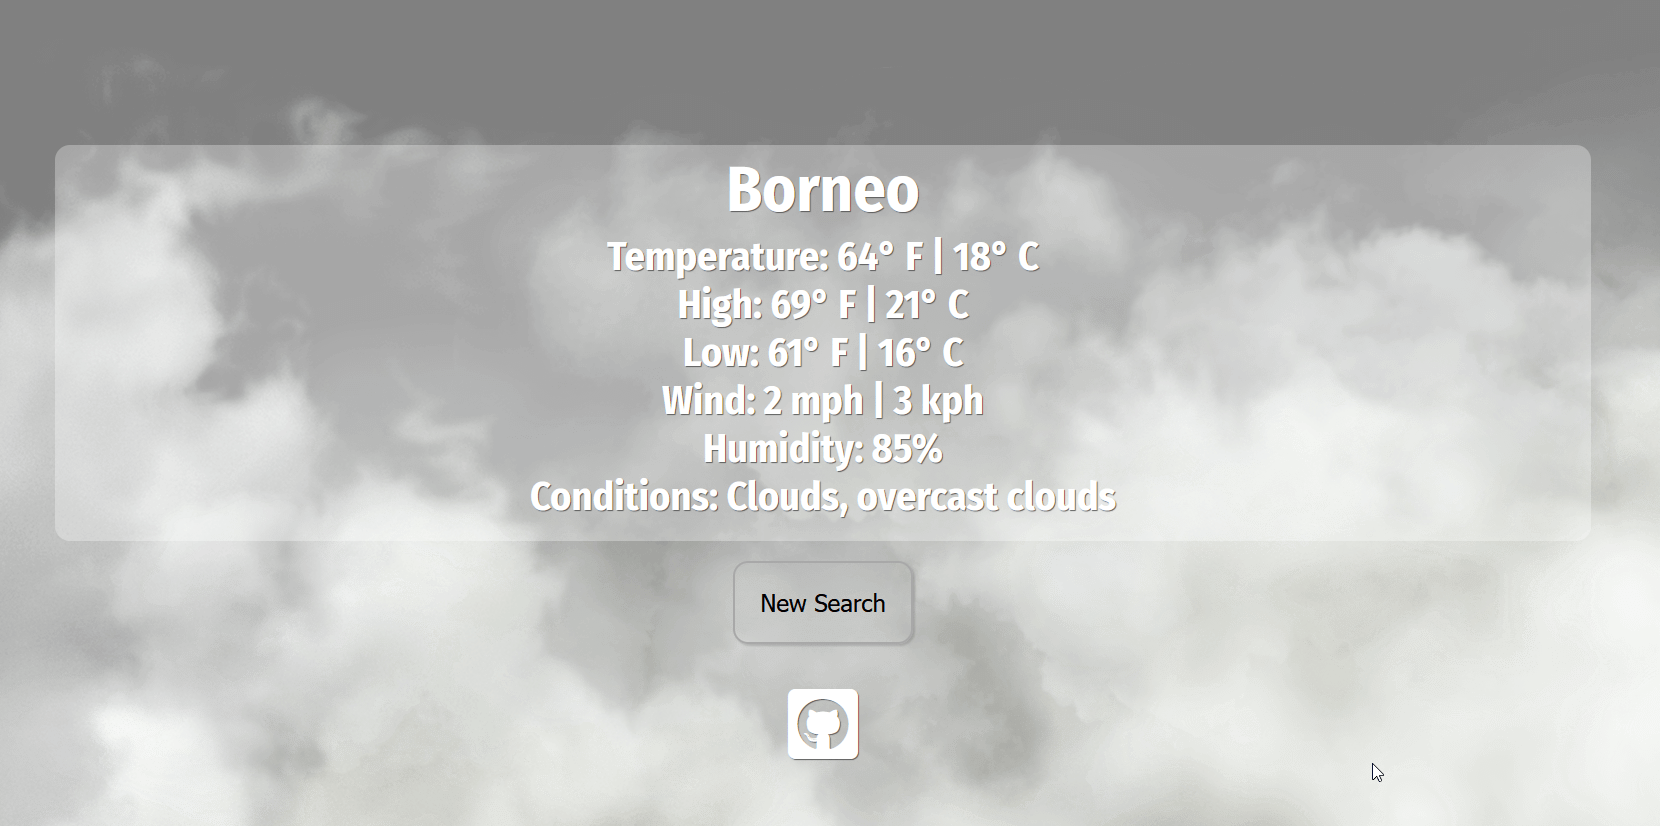 Borneo
Temperature: 64° F | 18° C
High: 69° F | 21° C
Low: 61° F | 16° C
Wind: 2 mph | 3 kph
Humidity: 85%
Conditions: Clouds, overcast clouds
New Search